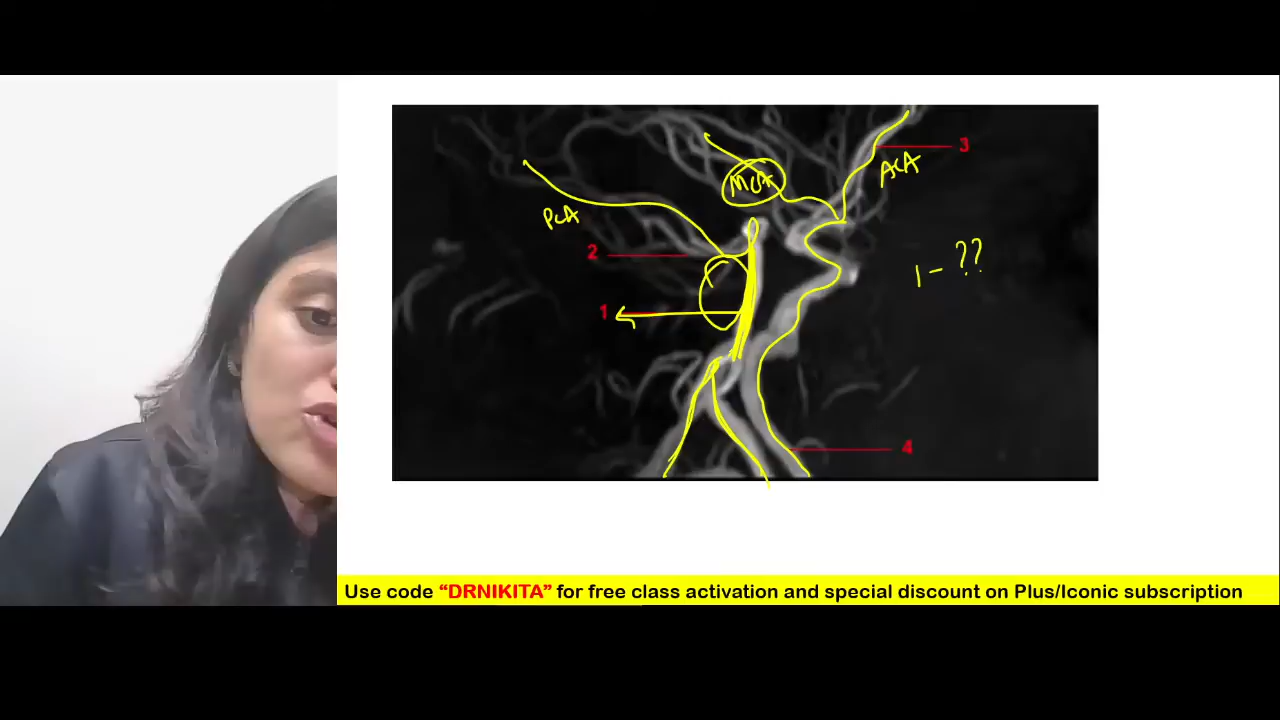 3
ACA
MCA
PCA
2
1 - ??
1
4
Use code “DRNIKITA” for free class activation and special discount on Plus/Iconic subscription